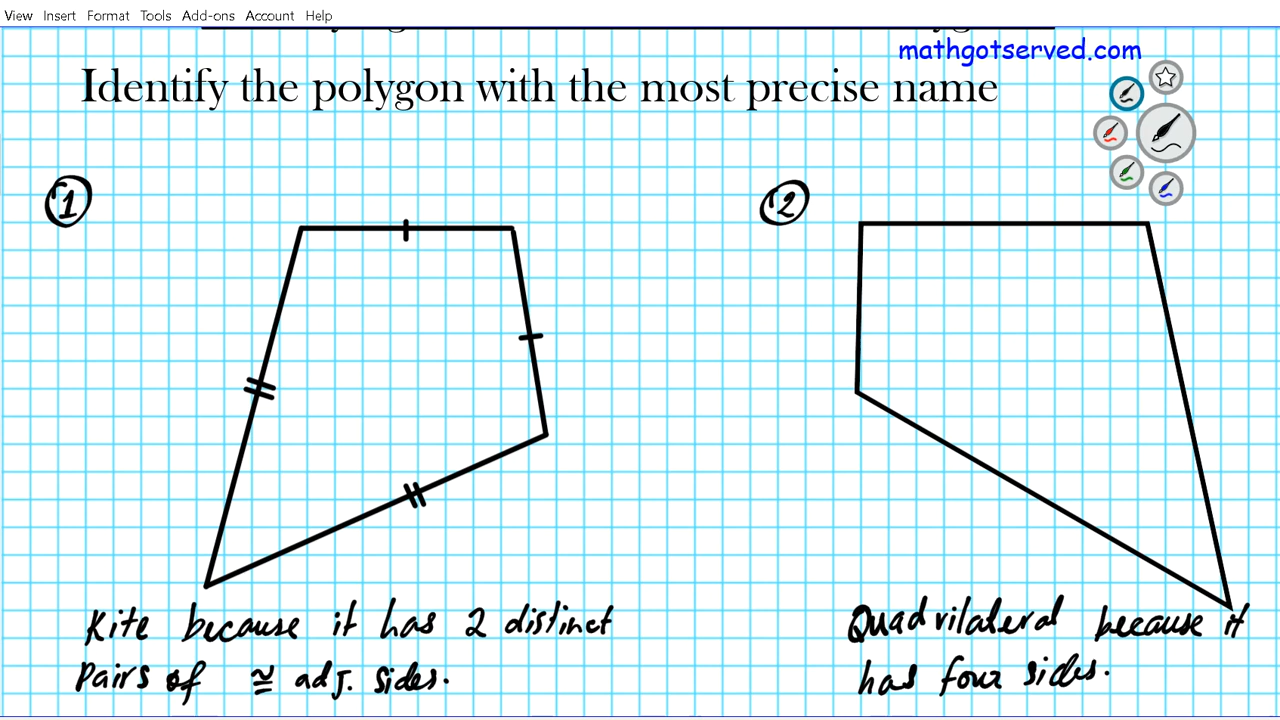 View Insert Format Tools Add-ons Account Help
mathgotserved.com
Identify the polygon with the most precise name
1
2
Kite because it has 2 distinct
Pairs of ≅ adj. sides.
Quadrilateral because it
has four sides.